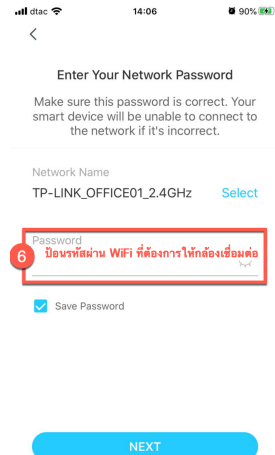 dtac 14:06 90%
Enter Your Network Password
Make sure this password is correct. Your
smart device will be unable to connect to
the network if it's incorrect.
Network Name
TP-LINK_OFFICE01_2.4GHz Select
Password
6 ป้อนรหัสผ่าน WiFi ที่ต้องการให้กล้องเชื่อมต่อ
Save Password
NEXT